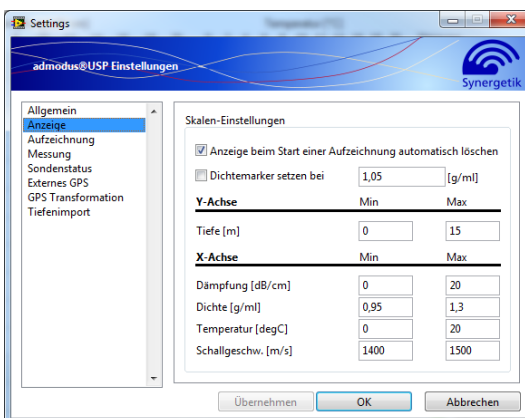 Settings
Temperatur [°C]
admodus®USP Einstellungen
Synergetik
Allgemein
Anzeige
Aufzeichnung
Messung
Sondenstatus
Externes GPS
GPS Transformation
Tiefenimport
Skalen-Einstellungen
Anzeige beim Start einer Aufzeichnung automatisch löschen
Dichtemarker setzen bei 1,05 [g/ml]
Y-Achse Min Max
Tiefe [m] 0 15
X-Achse Min Max
Dämpfung [dB/cm] 0 20
Dichte [g/ml] 0,95 1,3
Temperatur [degC] 0 20
Schallgeschw. [m/s] 1400 1500
Übernehmen OK Abbrechen